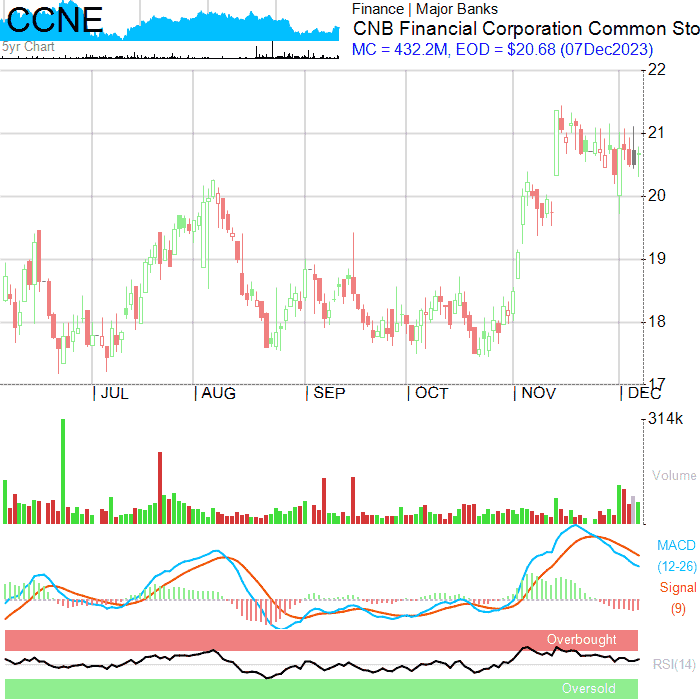 CCNE
5yr Chart
Finance | Major Banks
CNB Financial Corporation Common Sto
MC = 432.2M, EOD = $20.68 (07Dec2023)
22
21
20
19
18
17
JUL
AUG
SEP
OCT
NOV
DEC
314k
Volume
MACD
(12-26)
Signal
(9)
Overbought
RSI(14)
Oversold